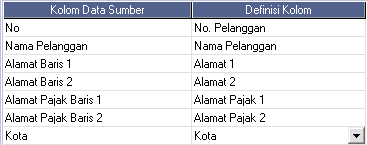 Kolom Data Sumber Definisi Kolom
No No. Pelanggan
Nama Pelanggan Nama Pelanggan
Alamat Baris 1 Alamat 1
Alamat Baris 2 Alamat 2
Alamat Pajak Baris 1 Alamat Pajak 1
Alamat Pajak Baris 2 Alamat Pajak 2
Kota Kota